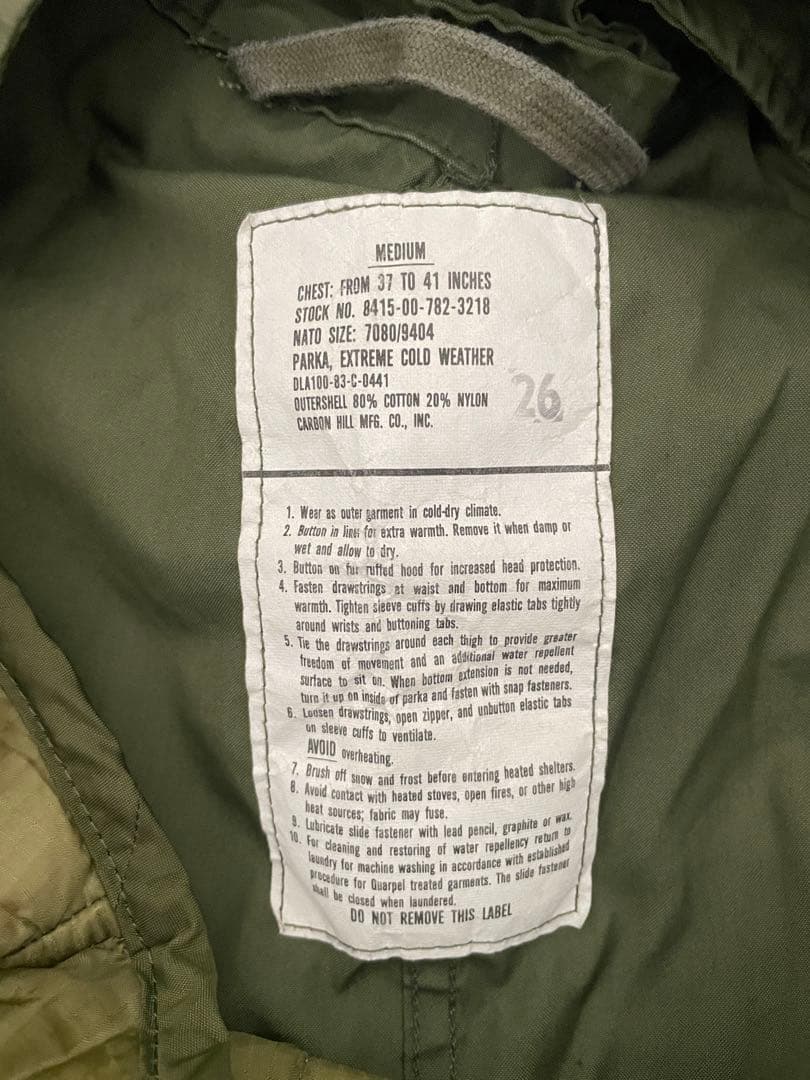 MEDIUM
CHEST: FROM 37 TO 41 INCHES
STOCK NO. 8415-00-782-3218
NATO SIZE: 7080/9404
PARKA, EXTREME COLD WEATHER
DLA100-83-C-0441
OUTERSHELL 80% COTTON 20% NYLON
CARBON HILL MFG. CO., INC.
26
1. Wear as outer garment in cold-dry climate.
2. Button in liner for extra warmth. Remove it when damp or
wet and allow to dry.
3. Button on fur ruffed hood for increased head protection.
4. Fasten drawstrings at waist and bottom for maximum
warmth. Tighten sleeve cuffs by drawing elastic tabs tightly
around wrists and buttoning tabs.
5. Tie the drawstrings around each thigh to provide greater
freedom of movement and an additional water repellent
surface to sit on. When bottom extension is not needed,
turn it up on inside of parka and fasten with snap fasteners.
6. Loosen drawstrings, open zipper, and unbutton elastic tabs
on sleeve cuffs to ventilate.
AVOID overheating.
7. Brush off snow and frost before entering heated shelters.
8. Avoid contact with heated stoves, open fires, or other high
heat sources; fabric may fuse.
9. Lubricate slide fastener with lead pencil, graphite or wax.
10. For cleaning and restoring of water repellency return to
laundry for machine washing in accordance with established
procedure for Quarpel treated garments. The slide fastener
shall be closed when laundered.
DO NOT REMOVE THIS LABEL